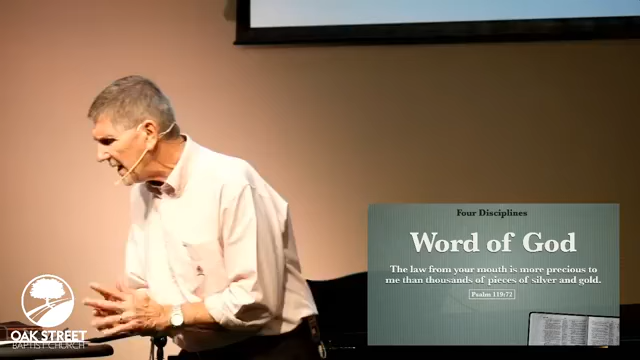 Four Disciplines
Word of God
The law from your mouth is more precious to
me than thousands of pieces of silver and gold.
Psalm 119:72
OAK STREET
BAPTIST CHURCH